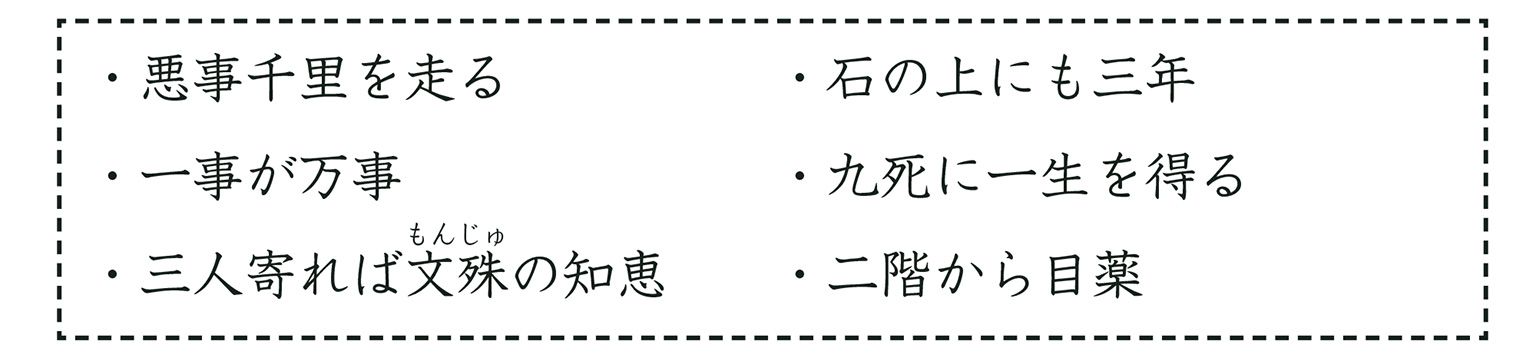 ・悪事千里を走る
・一事が万事
もんじゅ
・三人寄れば文殊の知恵
・石の上にも三年
・九死に一生を得る
・二階から目薬